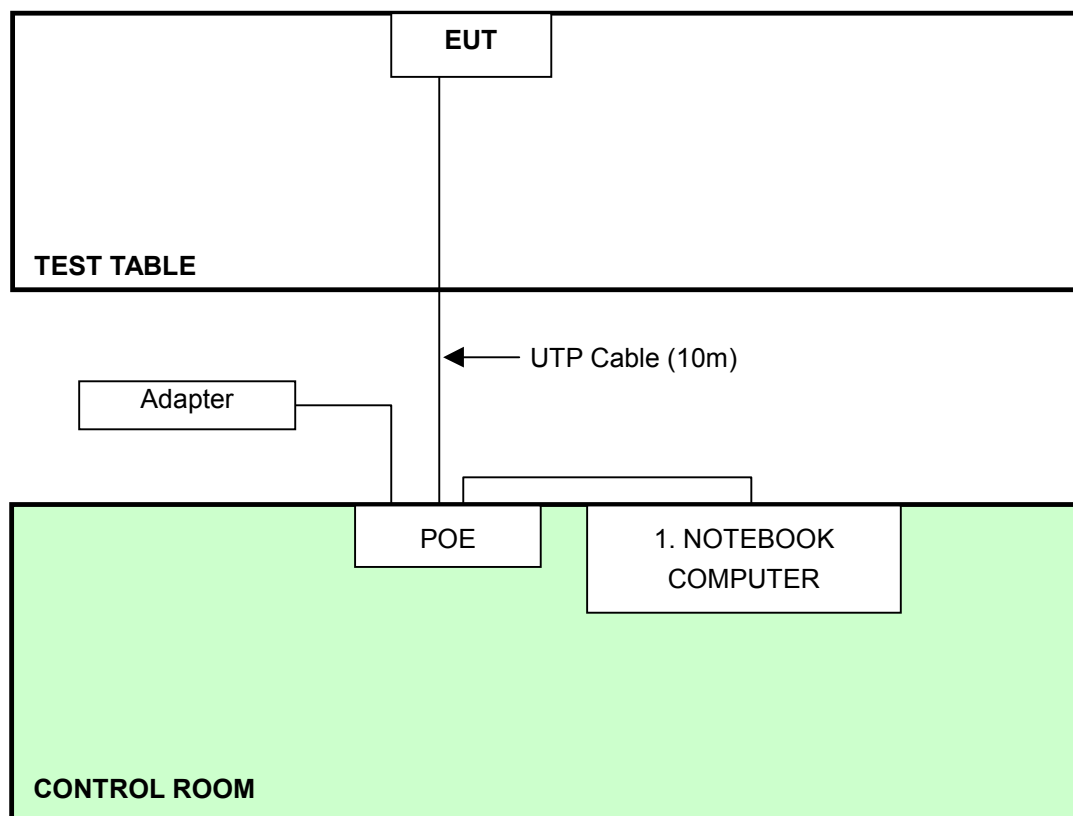 EUT
TEST TABLE
UTP Cable (10m)
Adapter
POE
1. NOTEBOOK
COMPUTER
CONTROL ROOM